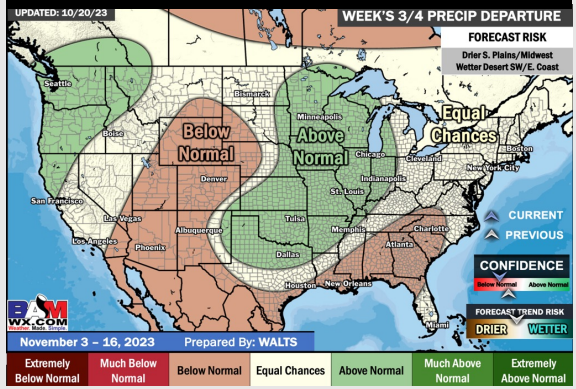 UPDATED: 10/20/23
WEEK'S 3/4 PRECIP DEPARTURE
FORECAST RISK
Drier S. Plains/Midwest
Wetter Desert SW/E. Coast
Seattle
Bismarck
Minneapolis
Boise
Below
Normal
Above
Normal
Equal
Chances
Chicago
Cleveland
Boston
New York City
Denver
Indianapolis
St. Louis
San Francisco
Las Vegas
Los Angeles
Phoenix
Albuquerque
Tulsa
Memphis
Charlotte
Atlanta
Dallas
Houston
New Orleans
Miami
CURRENT
PREVIOUS
CONFIDENCE
Below Normal
Above Normal
FORECAST TREND RISK
DRIER
WETTER
BAM
WX.COM
Weather. Made. Simple.
November 3 – 16, 2023
Prepared By: WALTS
Extremely
Below Normal
Much Below
Normal
Below Normal
Equal Chances
Above Normal
Much Above
Normal
Extremely
Above Normal